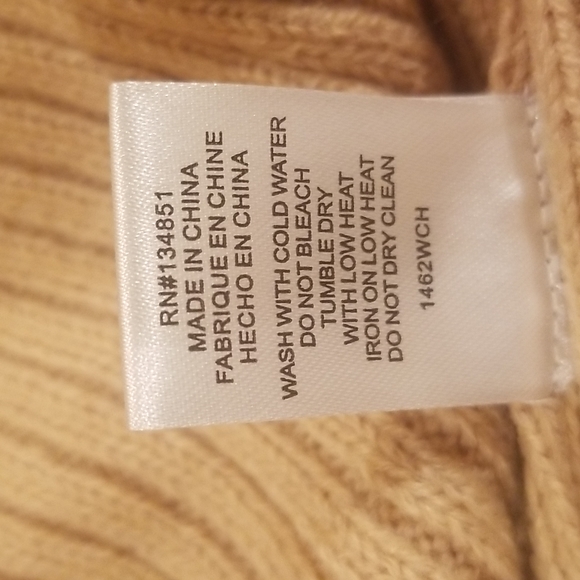 RN#134851
MADE IN CHINA
FABRIQUE EN CHINE
HECHO EN CHINA
WASH WITH COLD WATER
DO NOT BLEACH
TUMBLE DRY
WITH LOW HEAT
IRON ON LOW HEAT
DO NOT DRY CLEAN
1462WCH